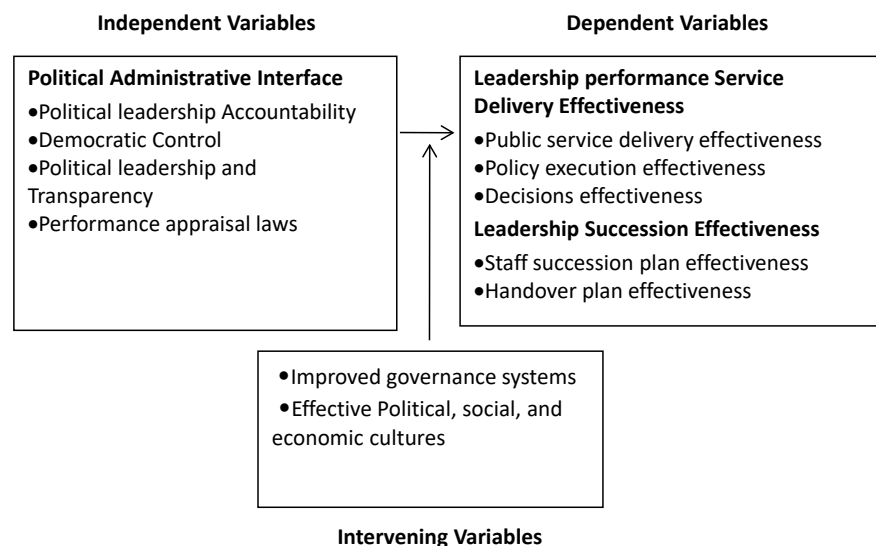 Independent Variables
Political Administrative Interface
•Political leadership Accountability
•Democratic Control
•Political leadership and
Transparency
•Performance appraisal laws
Dependent Variables
Leadership performance Service
Delivery Effectiveness
•Public service delivery effectiveness
•Policy execution effectiveness
•Decisions effectiveness
Leadership Succession Effectiveness
•Staff succession plan effectiveness
•Handover plan effectiveness
•Improved governance systems
•Effective Political, social, and
economic cultures
Intervening Variables